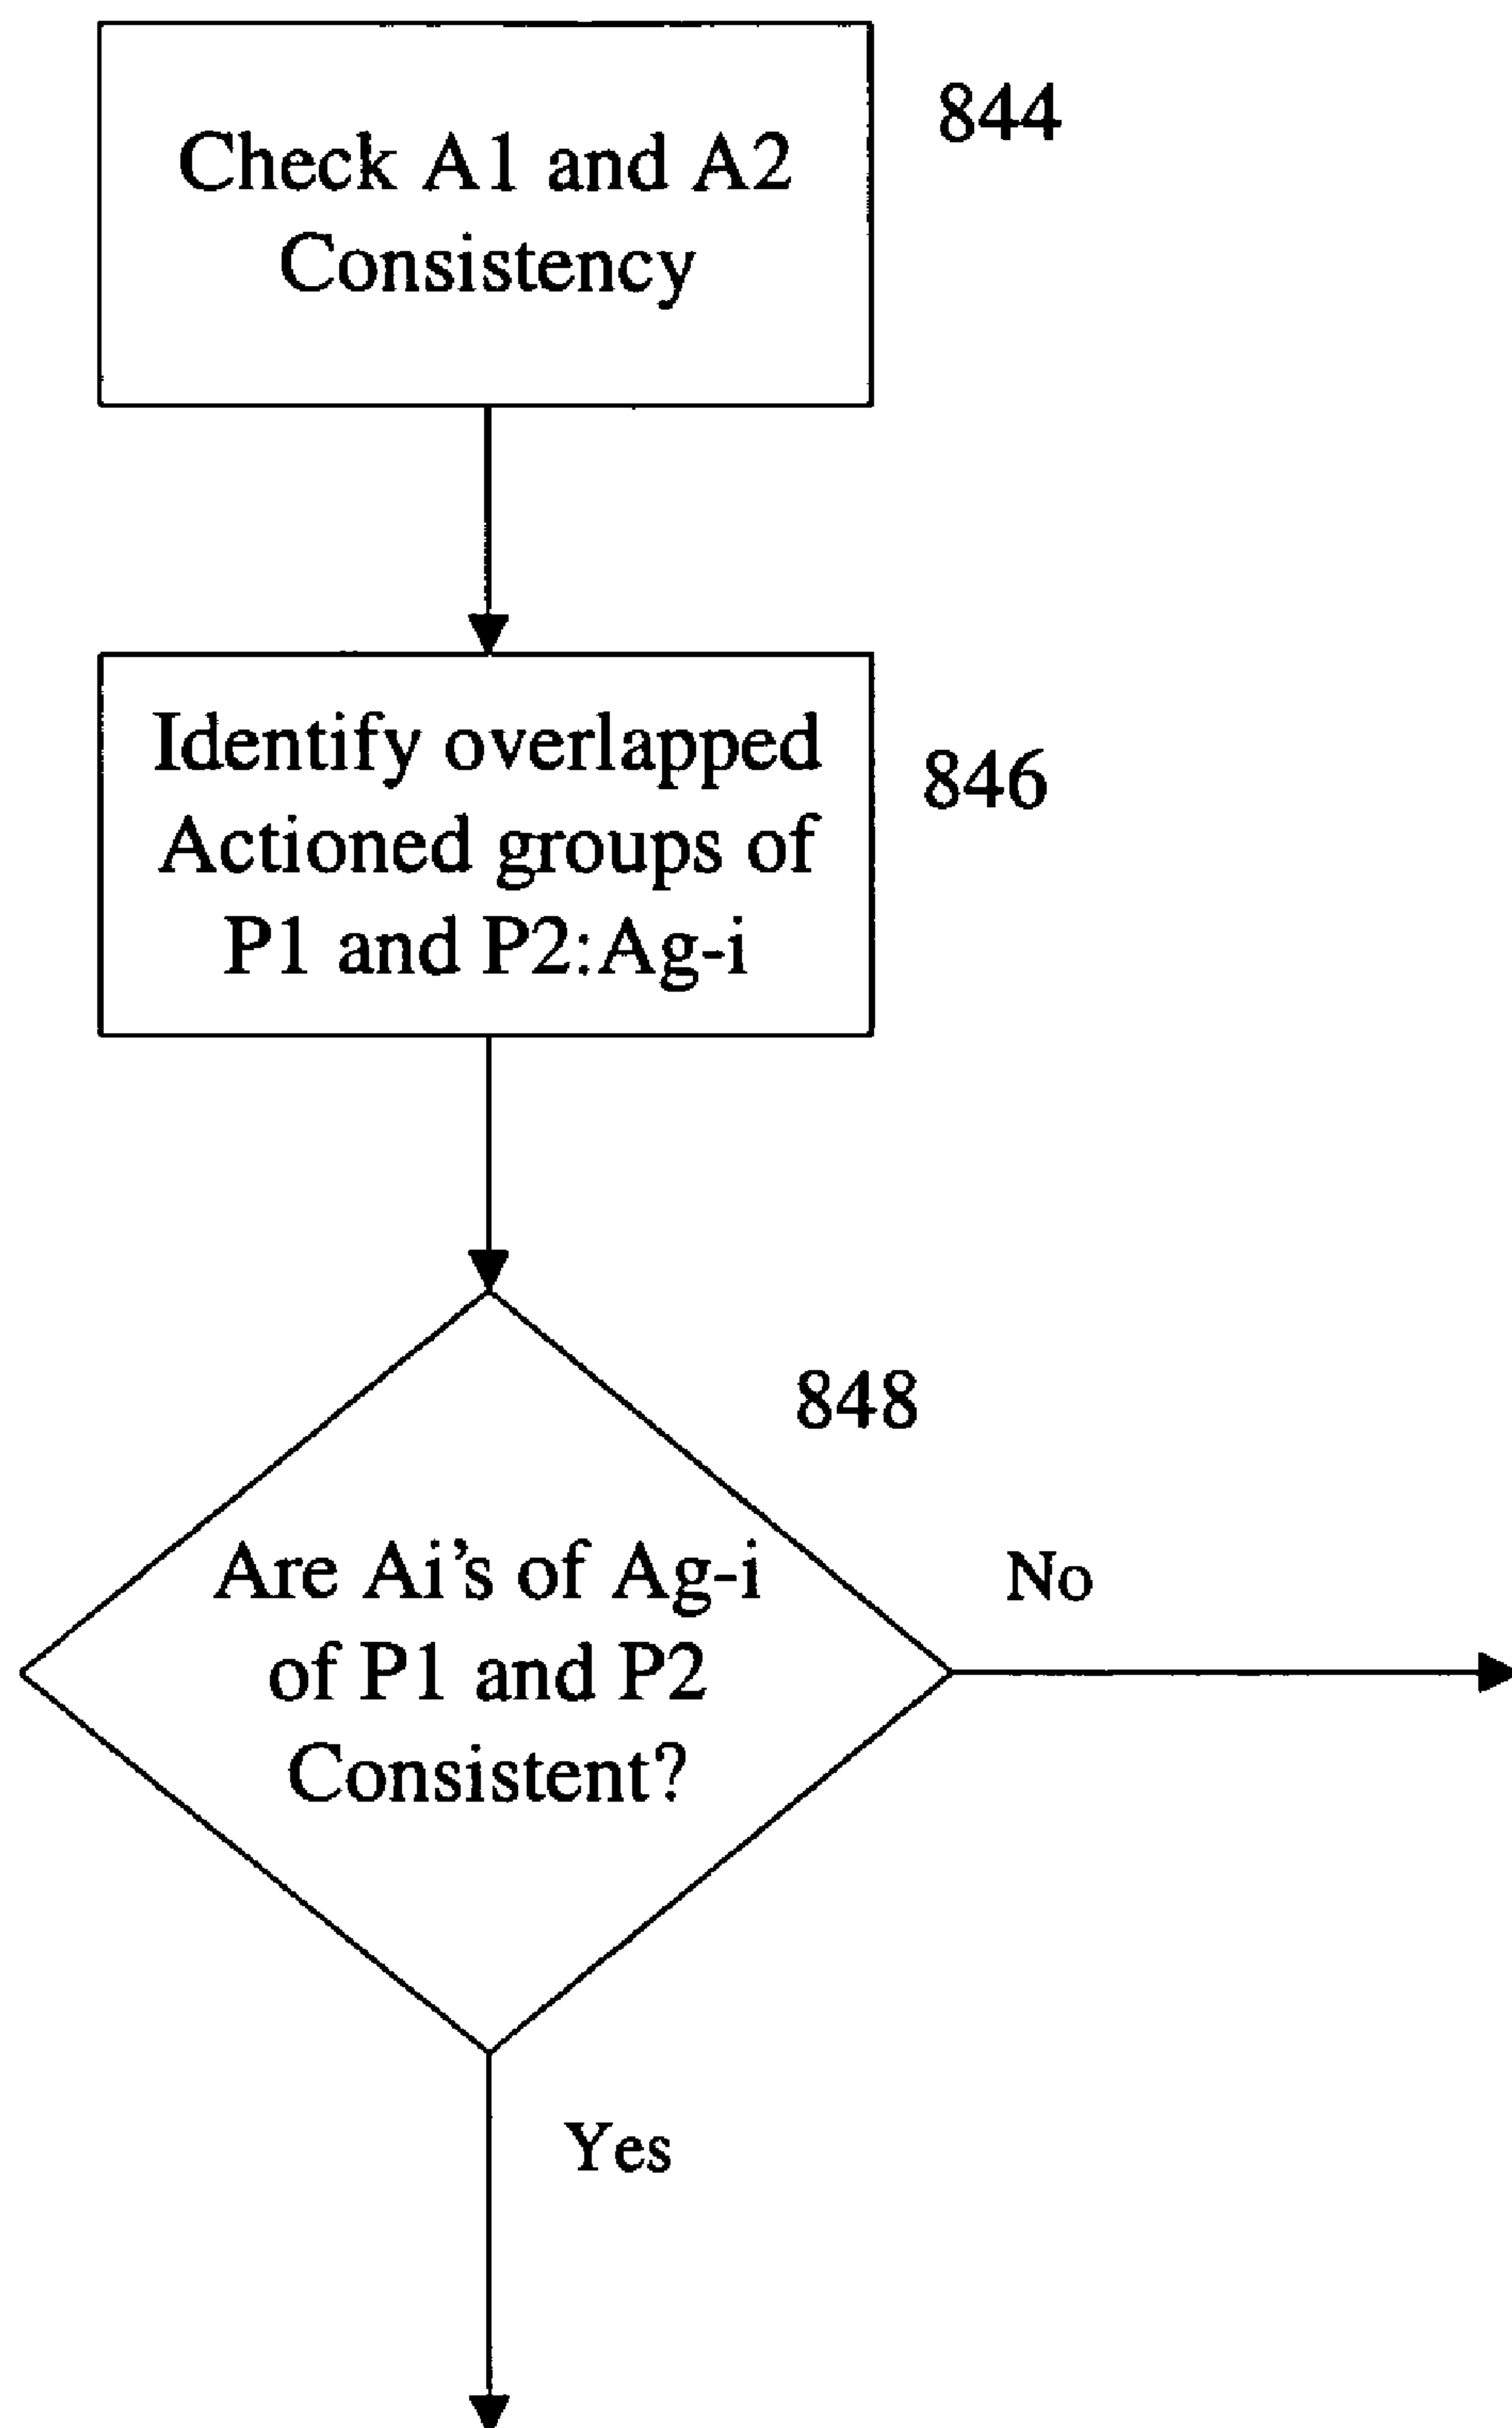 Check A1 and A2
Consistency
844
Identify overlapped
Actioned groups of
P1 and P2:Ag-i
846
848
Are Ai’s of Ag-i
of P1 and P2
Consistent?
No
Yes